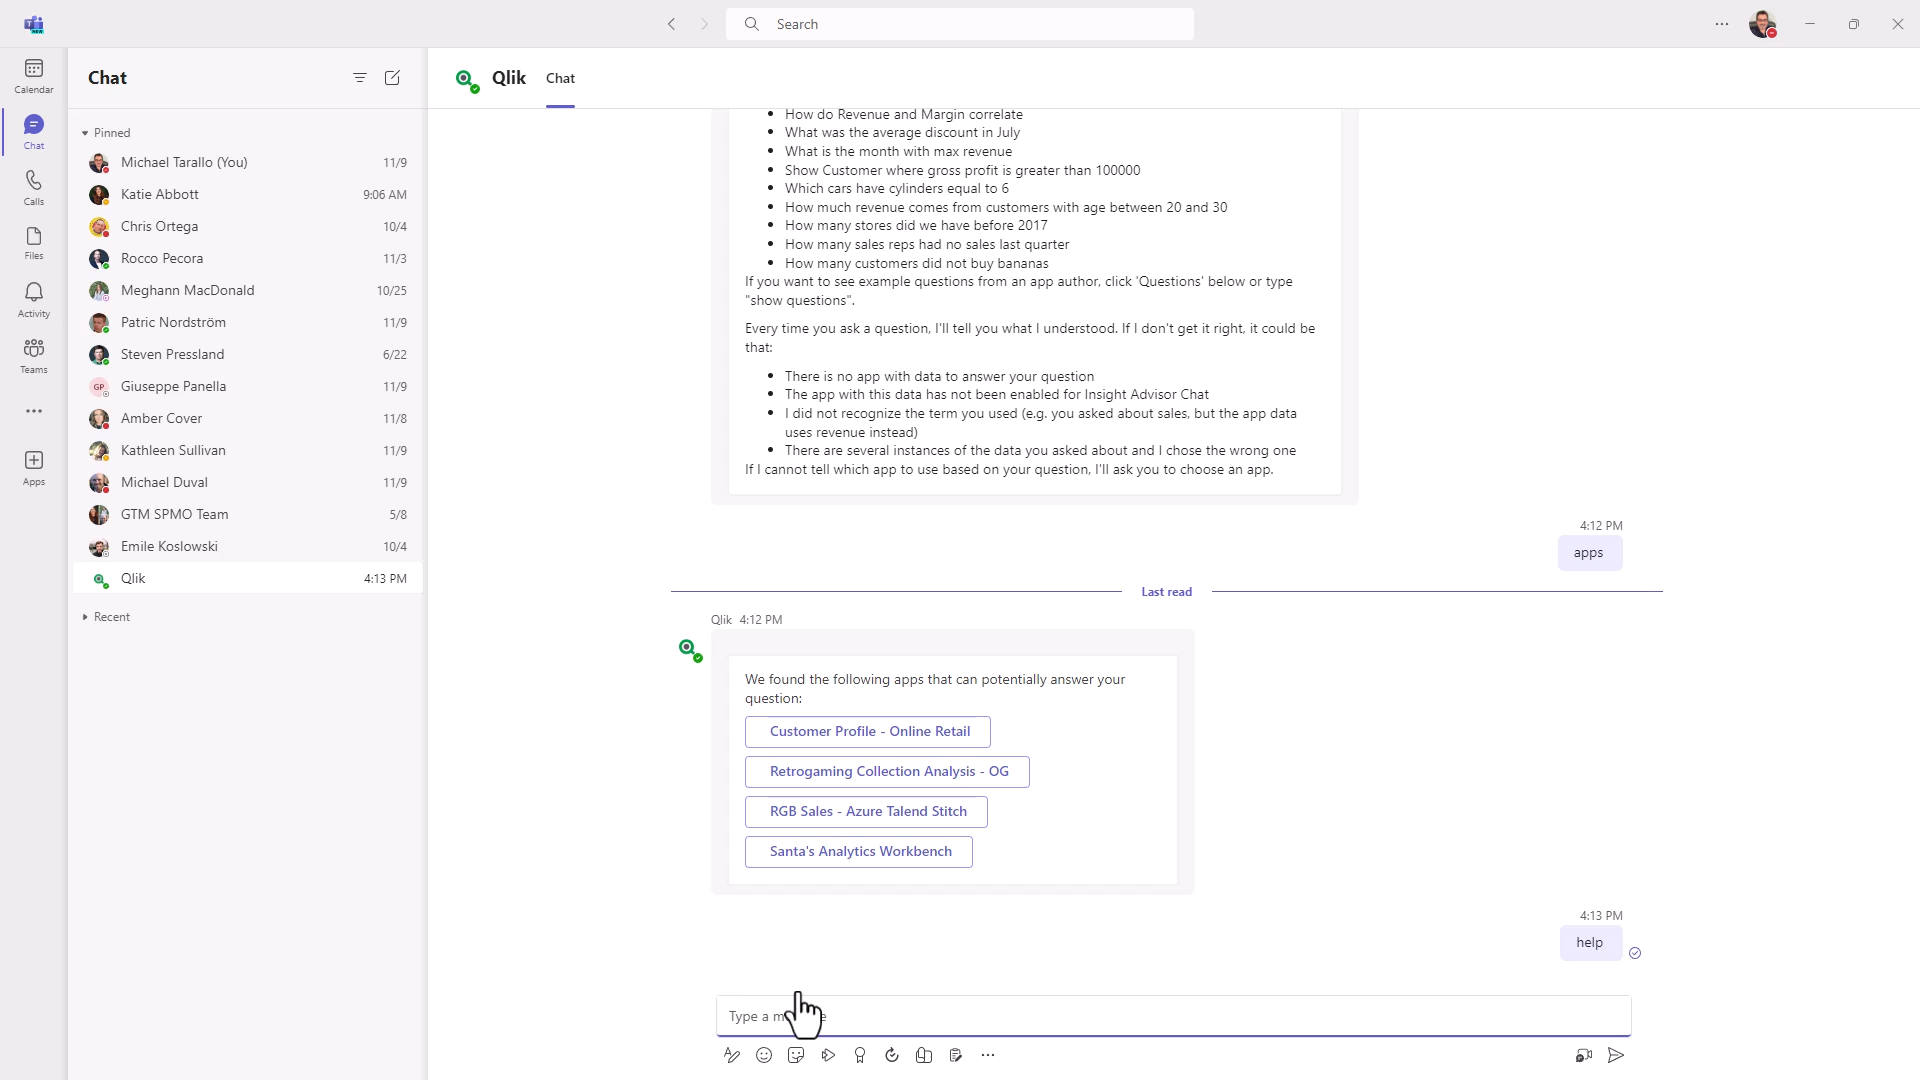 Search
Calendar
Chat
Calls
Files
Activity
Teams
Apps
Chat
Pinned
Michael Tarallo (You) 11/9
Katie Abbott 9:06 AM
Chris Ortega 10/4
Rocco Pecora 11/3
Meghann MacDonald 10/25
Patric Nordström 11/9
Steven Pressland 6/22
GP Giuseppe Panella 11/9
Amber Cover 11/8
Kathleen Sullivan 11/9
Michael Duval 11/9
GTM SPMO Team 5/8
Emile Koslowski 10/4
Qlik 4:13 PM
Recent
Qlik Chat
• How do Revenue and Margin correlate
• What was the average discount in July
• What is the month with max revenue
• Show Customer where gross profit is greater than 100000
• Which cars have cylinders equal to 6
• How much revenue comes from customers with age between 20 and 30
• How many stores did we have before 2017
• How many sales reps had no sales last quarter
• How many customers did not buy bananas
If you want to see example questions from an app author, click 'Questions' below or type
"show questions".
Every time you ask a question, I'll tell you what I understood. If I don't get it right, it could be
that:
• There is no app with data to answer your question
• The app with this data has not been enabled for Insight Advisor Chat
• I did not recognize the term you used (e.g. you asked about sales, but the app data
uses revenue instead)
• There are several instances of the data you asked about and I chose the wrong one
If I cannot tell which app to use based on your question, I'll ask you to choose an app.
4:12 PM
apps
Last read
Qlik 4:12 PM
We found the following apps that can potentially answer your
question:
Customer Profile - Online Retail
Retrogaming Collection Analysis - OG
RGB Sales - Azure Talend Stitch
Santa's Analytics Workbench
4:13 PM
help
Type a